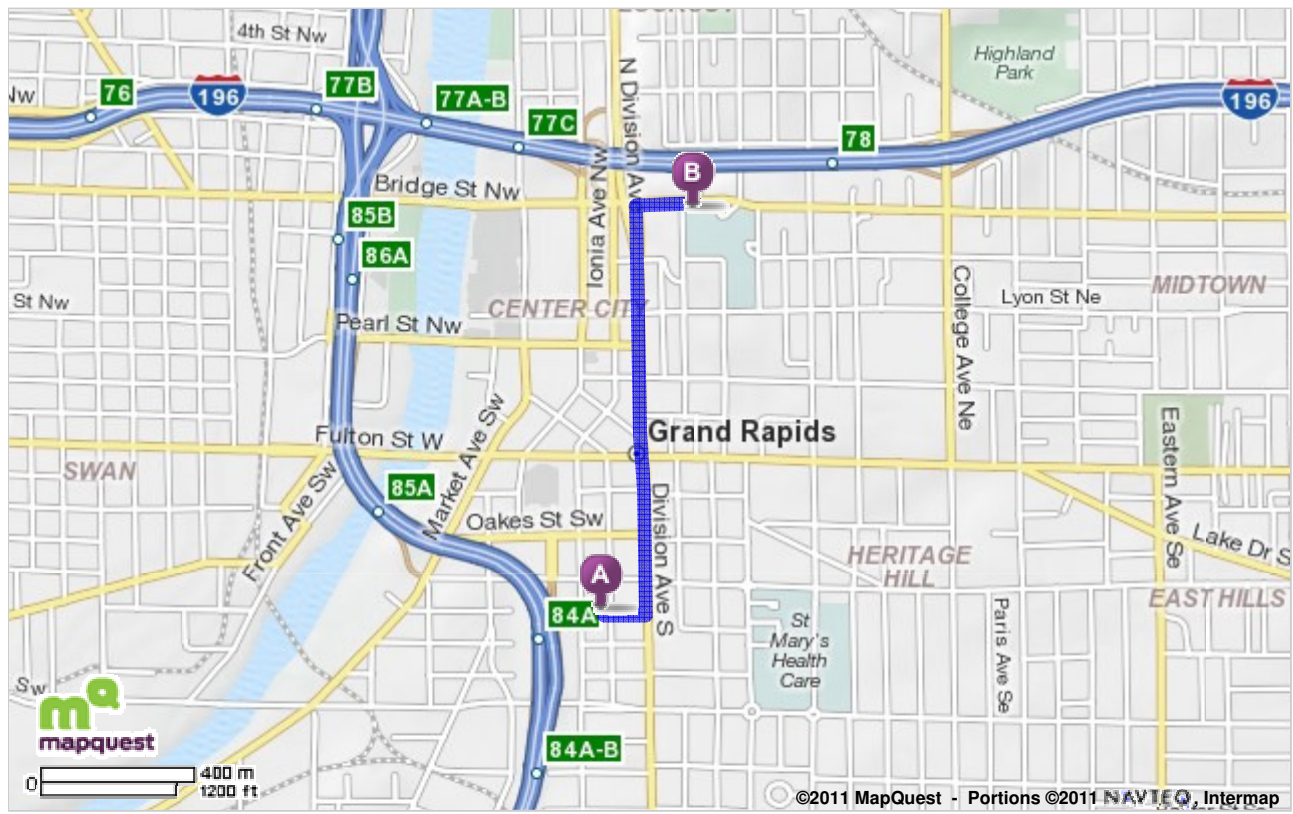 4th St Nw
Highland
Park
Nw
76
196
77B
77A-B
77C
N Division Av
78
196
B
Bridge St Nw
85B
86A
Ionia Ave Nw
St Nw
CENTER CITY
Lyon St Ne
MIDTOWN
Pearl St Nw
College Ave Ne
Fulton St W
Grand Rapids
SWAN
Market Ave Sw
Front Ave Sw
85A
Oakes St Sw
Division Ave S
Eastern Ave Se
Lake Dr S
HERITAGE
HILL
A
84A
EAST HILLS
St
Mary's
Health
Care
Paris Ave Se
Sw
mq
mapquest
84A-B
0
400 m
1200 ft
©2011 MapQuest - Portions ©2011 NAVTEQ, Intermap